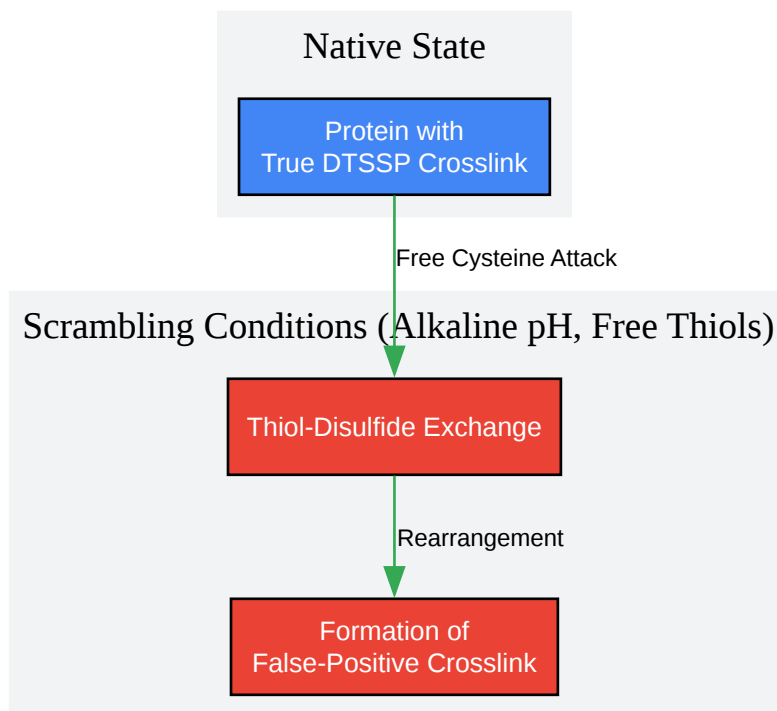 Native State
Protein with
True DTSSP Crosslink
Free Cysteine Attack
Scrambling Conditions (Alkaline pH, Free Thiols)
Thiol-Disulfide Exchange
Rearrangement
Formation of
False-Positive Crosslink